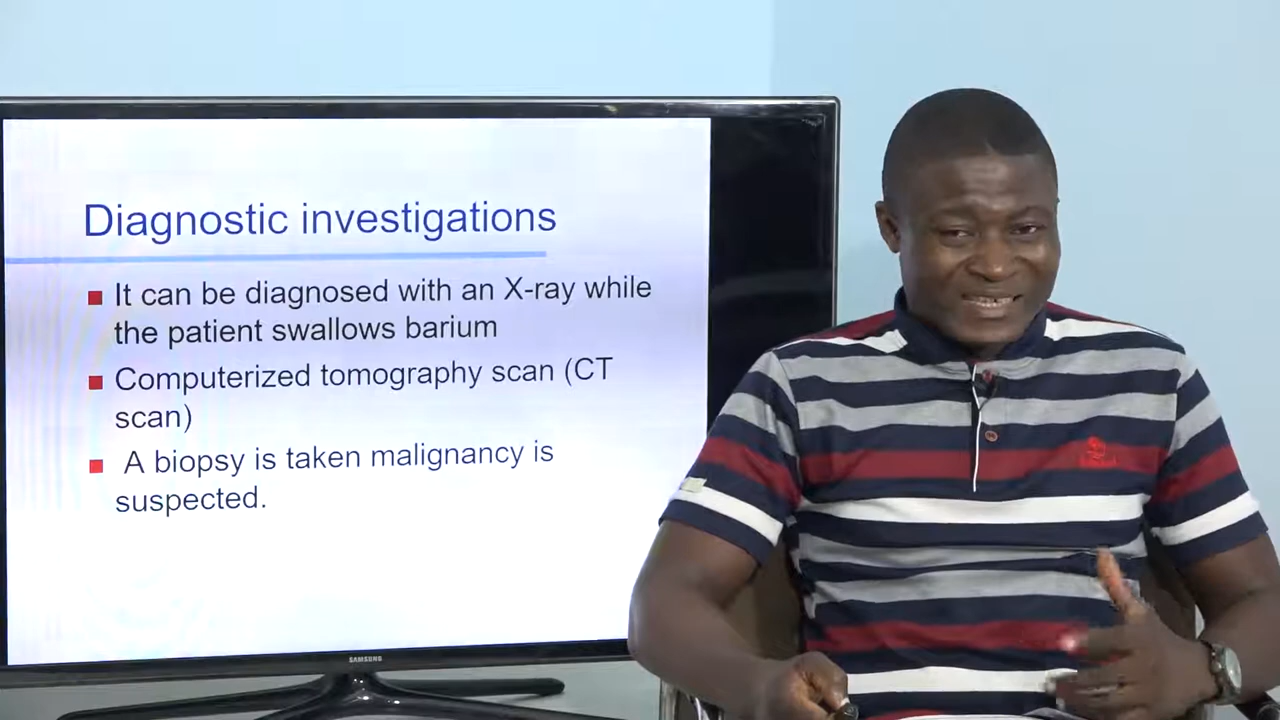 Diagnostic investigations
It can be diagnosed with an X-ray while
the patient swallows barium
Computerized tomography scan (CT
scan)
A biopsy is taken malignancy is
suspected.
SAMSUNG